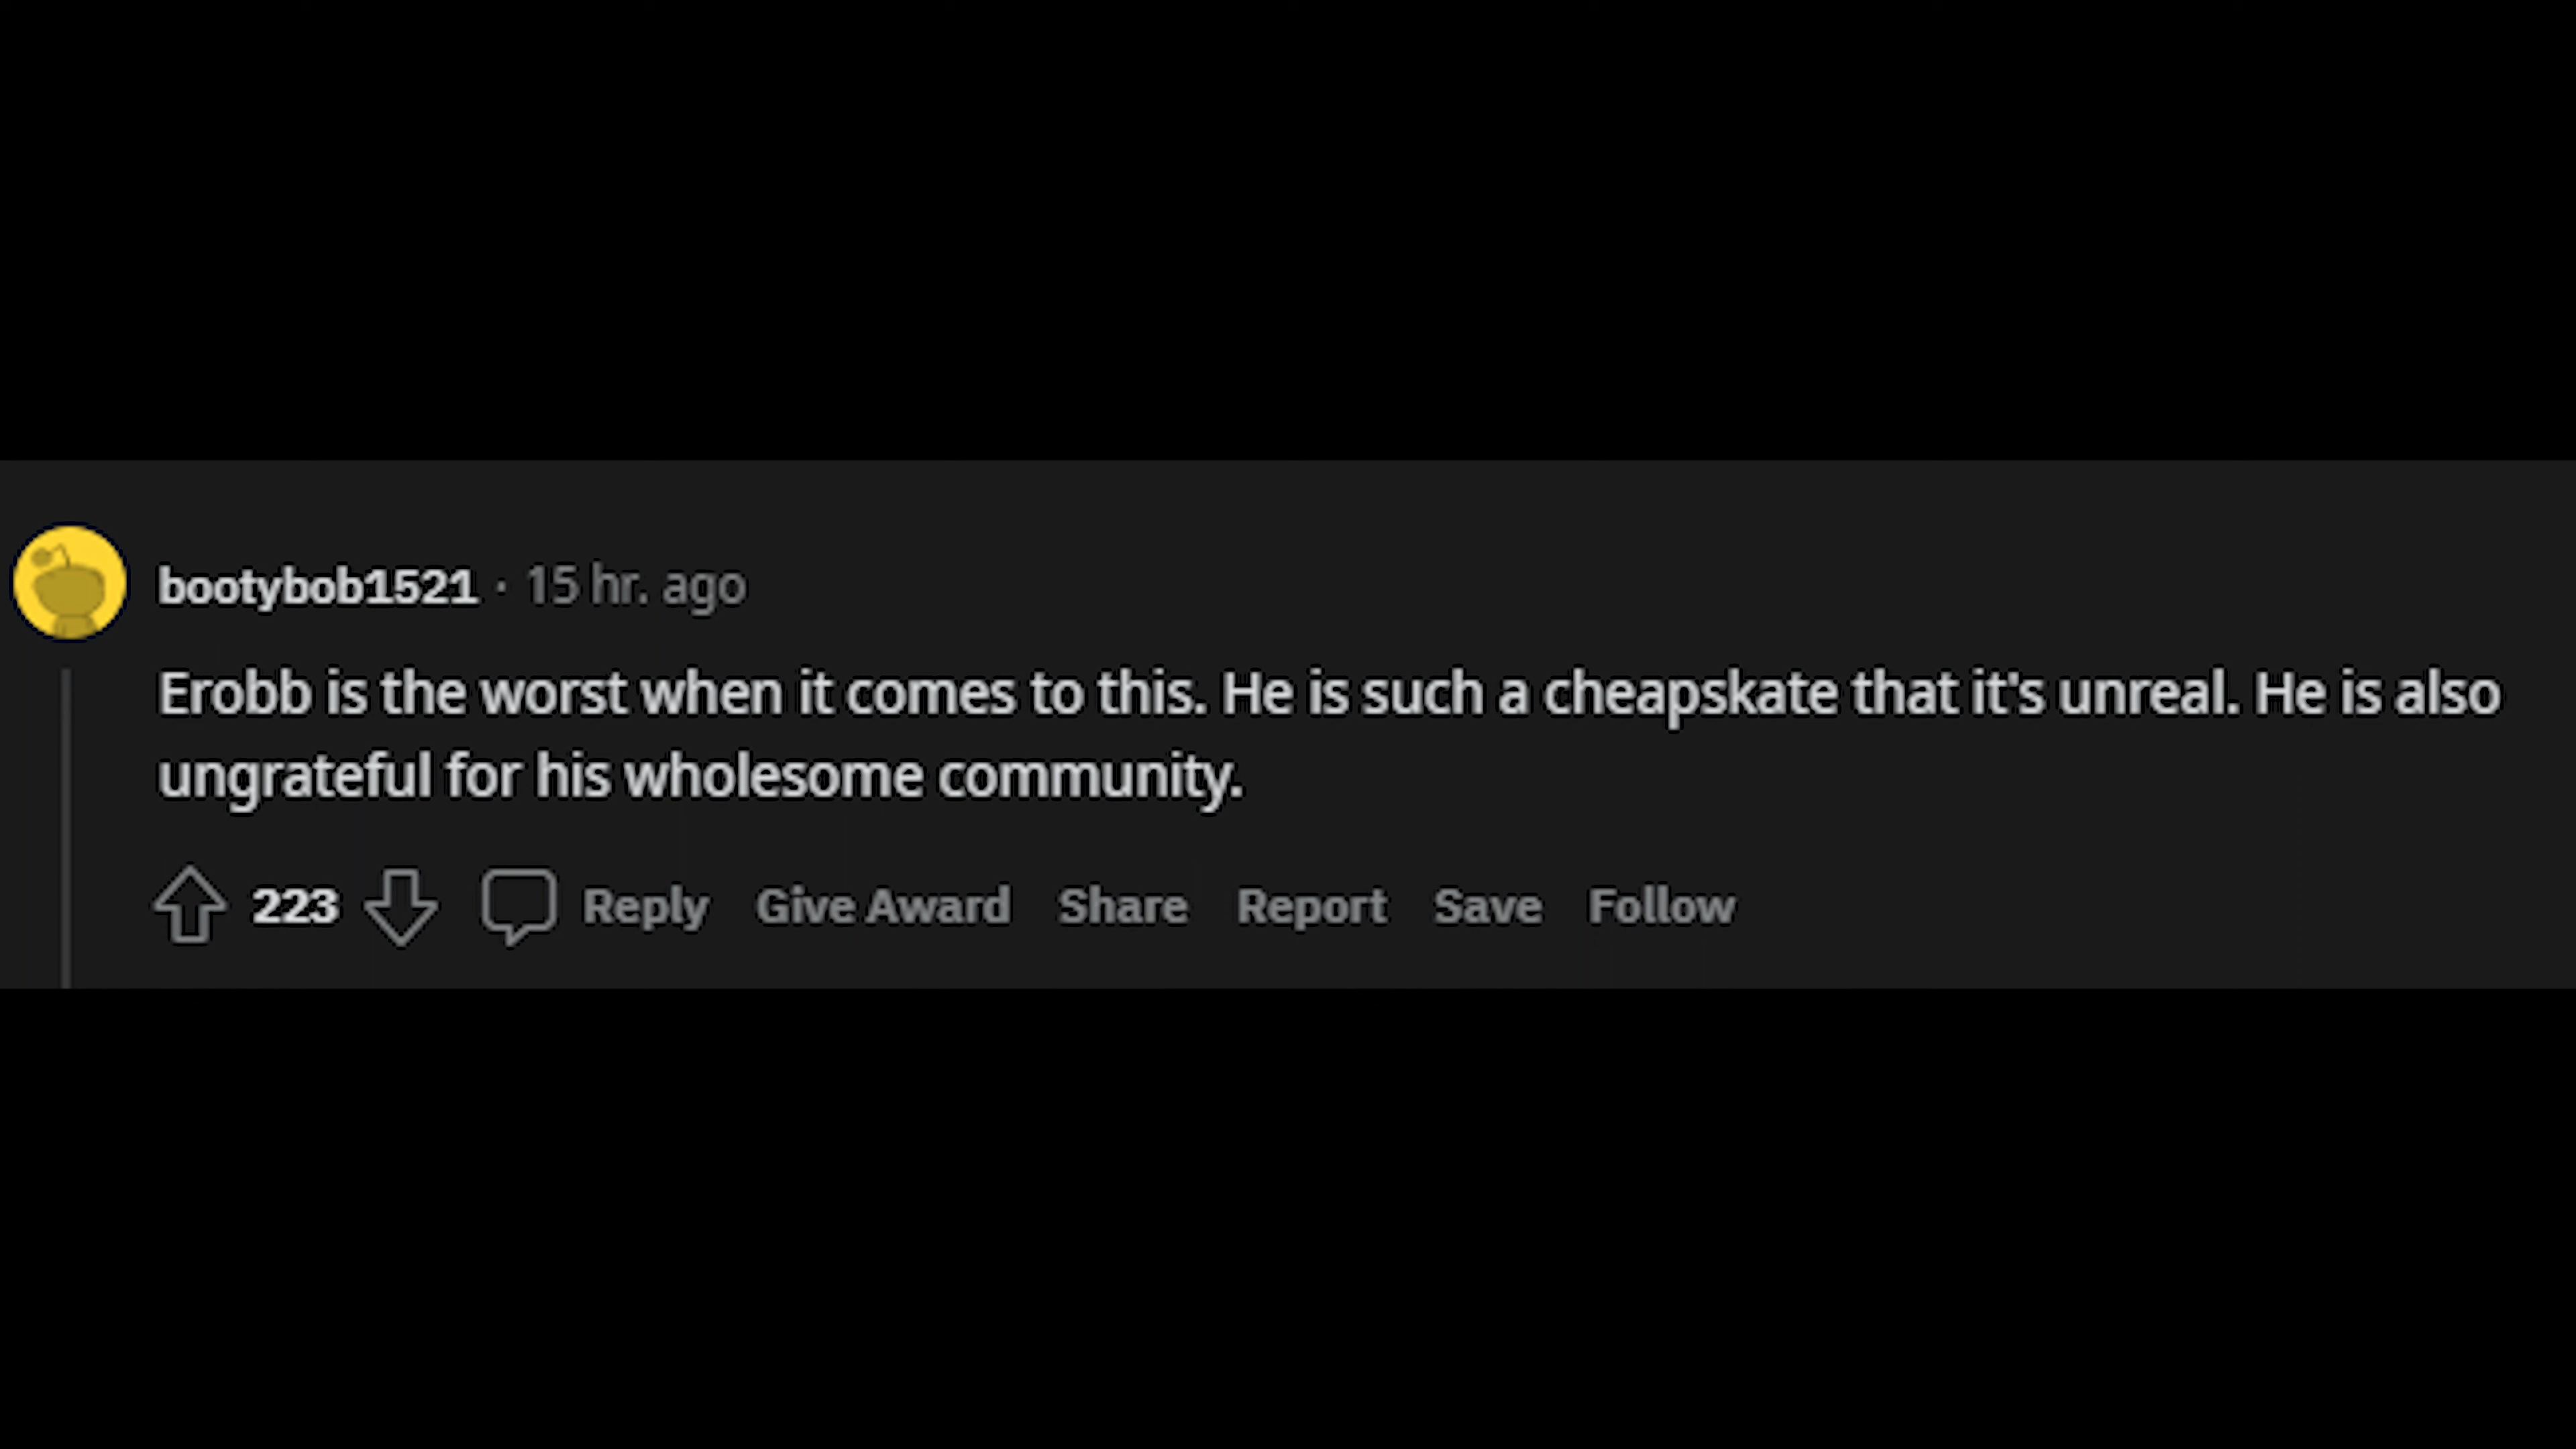 bootybob1521 · 15 hr. ago
Erobb is the worst when it comes to this. He is such a cheapskate that it's unreal. He is also
ungrateful for his wholesome community.
223 Reply Give Award Share Report Save Follow